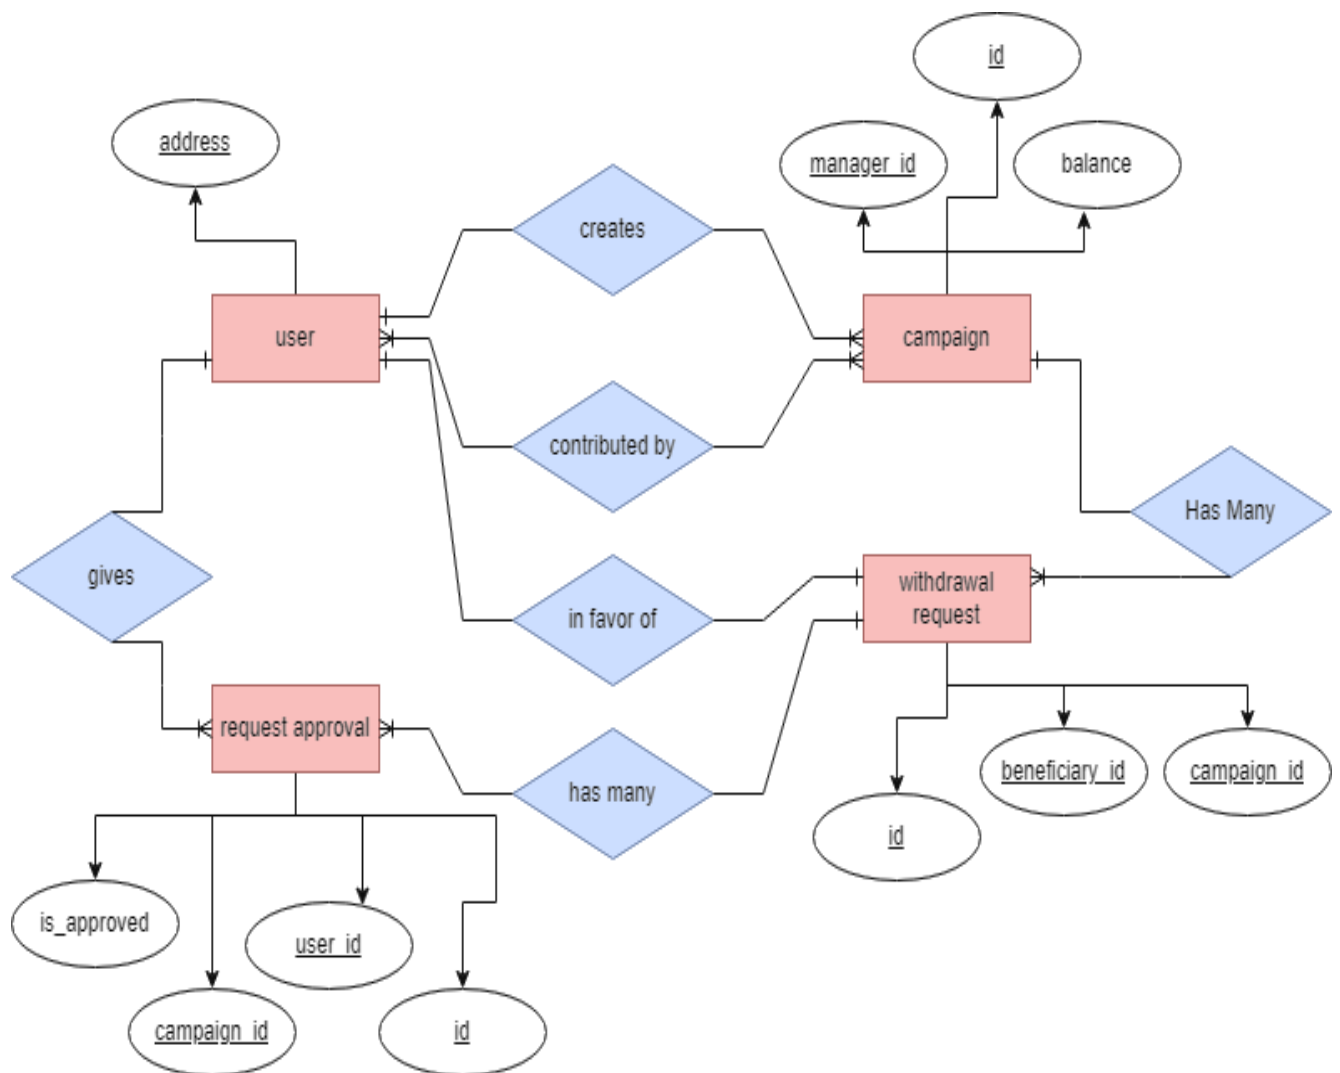 id
address
manager_id
balance
creates
user
campaign
contributed by
Has Many
gives
in favor of
withdrawal
request
request approval
has many
beneficiary_id
campaign_id
id
is_approved
user_id
campaign_id
id